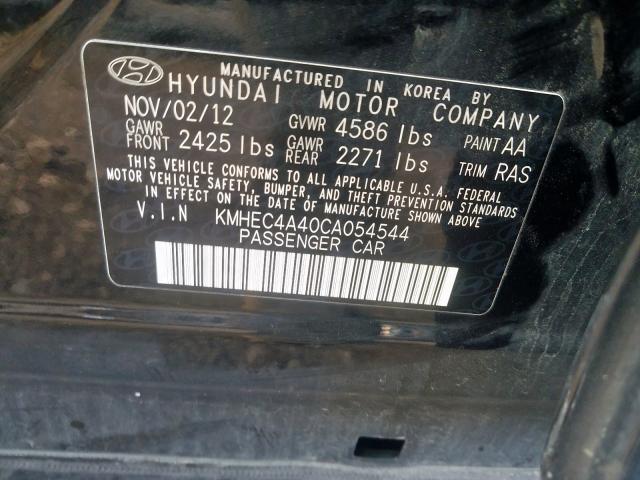 MANUFACTURED IN KOREA BY
HYUNDAI MOTOR COMPANY
NOV/02/12 GVWR 4586 lbs PAINT AA
GAWR FRONT 2425 lbs GAWR REAR 2271 lbs TRIM RAS
THIS VEHICLE CONFORMS TO ALL APPLICABLE U.S.A. FEDERAL
MOTOR VEHICLE SAFETY, BUMPER, AND THEFT PREVENTION STANDARDS
IN EFFECT ON THE DATE OF MANUFACTURE SHOWN ABOVE.
V.I.N KMHEC4A40CA054544
PASSENGER CAR